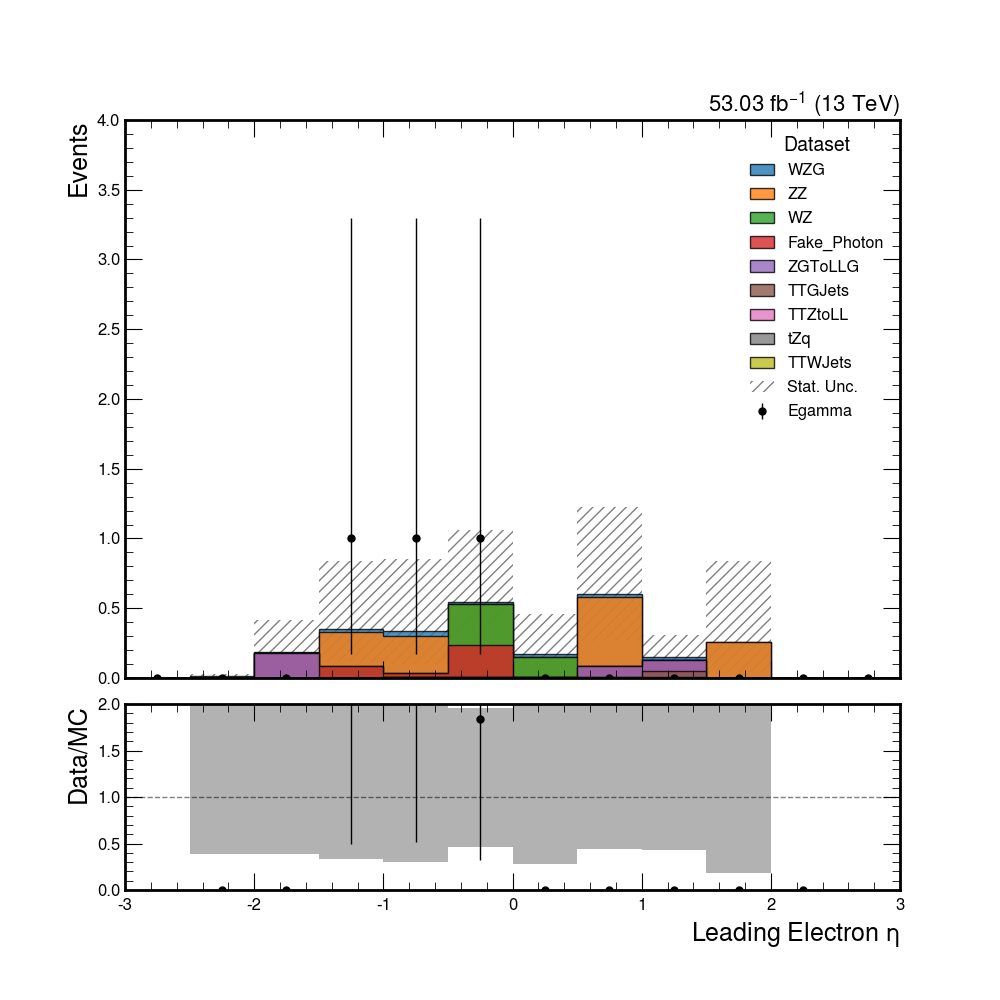 53.03 fb⁻¹ (13 TeV)
Events
4.0
3.5
3.0
2.5
2.0
1.5
1.0
0.5
0.0
Dataset
WZG
ZZ
WZ
Fake_Photon
ZGToLLG
TTGJets
TTZtoLL
tZq
TTWJets
Stat. Unc.
Egamma
Data/MC
2.0
1.5
1.0
0.5
0.0
-3 -2 -1 0 1 2 3
Leading Electron η